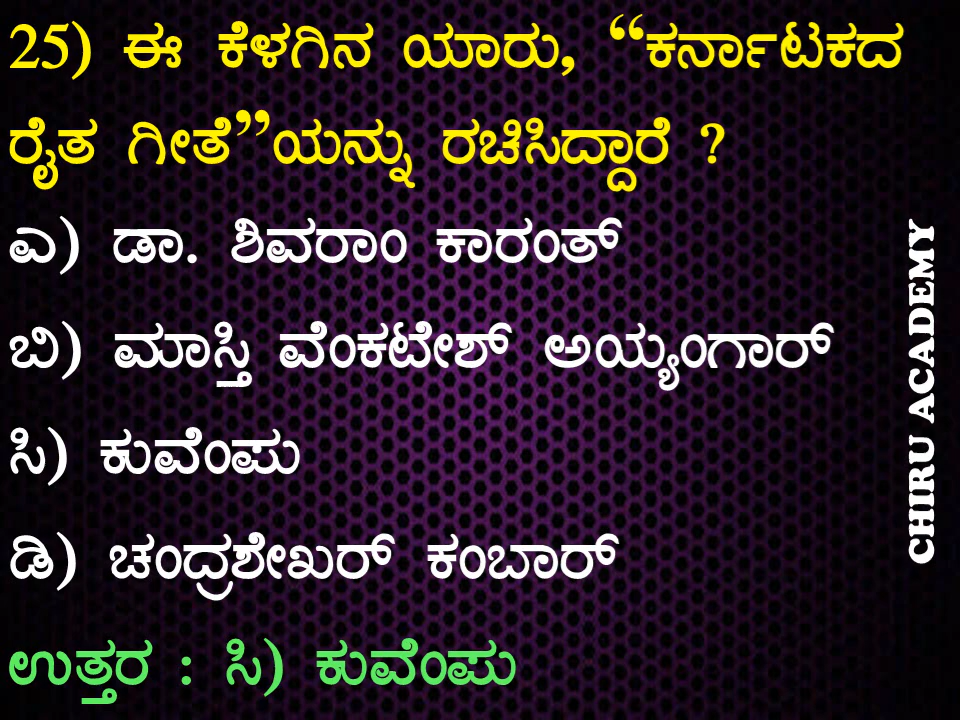 25) ಈ ಕೆಳಗಿನ ಯಾರು, “ಕರ್ನಾಟಕದ
ರೈತ ಗೀತೆ”ಯನ್ನು ರಚಿಸಿದ್ದಾರೆ ?
ಎ) ಡಾ. ಶಿವರಾಂ ಕಾರಂತ್
ಬಿ) ಮಾಸ್ತಿ ವೆಂಕಟೇಶ್ ಅಯ್ಯಂಗಾರ್
ಸಿ) ಕುವೆಂಪು
ಡಿ) ಚಂದ್ರಶೇಖರ್ ಕಂಬಾರ್
ಉತ್ತರ : ಸಿ) ಕುವೆಂಪು
CHIRU ACADEMY